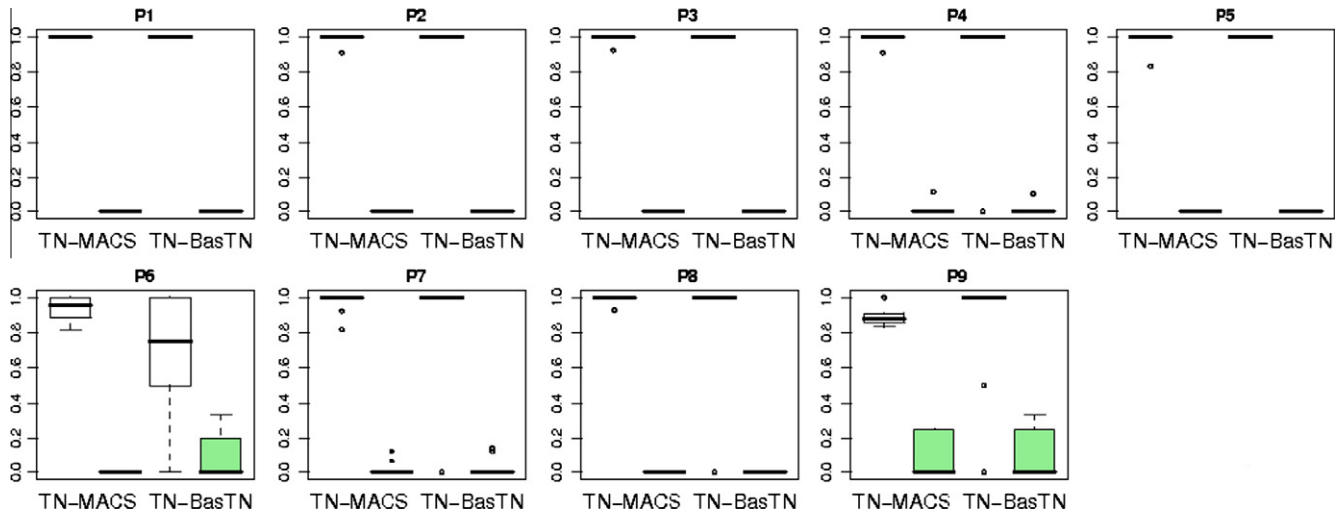 P1 P2 P3 P4 P5
1.0 1.0 1.0 1.0 1.0
0.8 0.8 0.8 0.8 0.8
0.6 0.6 0.6 0.6 0.6
0.4 0.4 0.4 0.4 0.4
0.2 0.2 0.2 0.2 0.2
0.0 0.0 0.0 0.0 0.0
TN-MACS TN-BasTN TN-MACS TN-BasTN TN-MACS TN-BasTN TN-MACS TN-BasTN TN-MACS TN-BasTN
P6 P7 P8 P9
1.0 1.0 1.0 1.0
0.8 0.8 0.8 0.8
0.6 0.6 0.6 0.6
0.4 0.4 0.4 0.4
0.2 0.2 0.2 0.2
0.0 0.0 0.0 0.0
TN-MACS TN-BasTN TN-MACS TN-BasTN TN-MACS TN-BasTN TN-MACS TN-BasTN